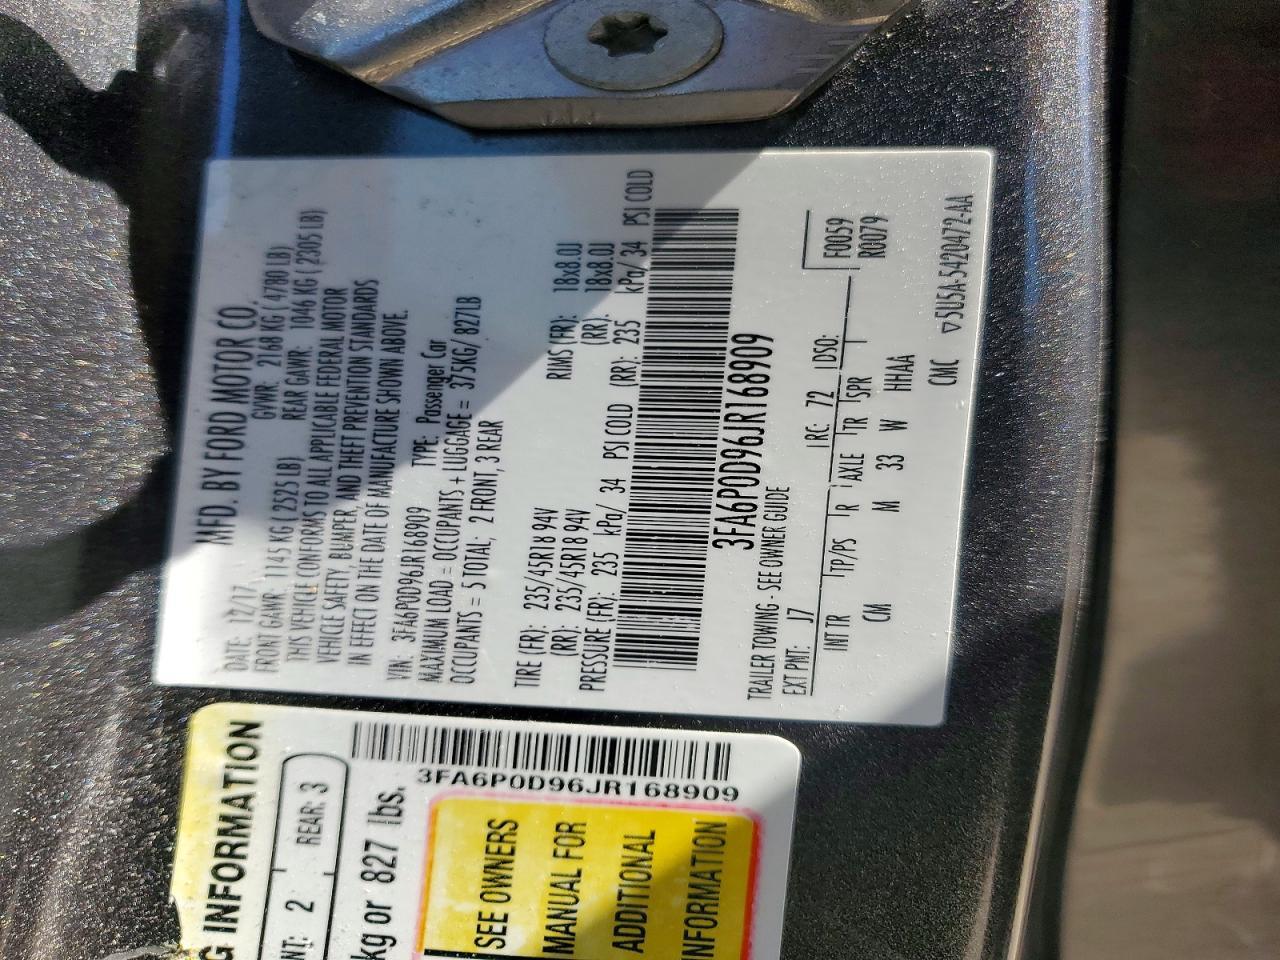 MFD. BY FORD MOTOR CO.
DATE: 12/17 GVWR: 2168 KG ( 4780 LB)
FRONT GAWR: 1145 KG ( 2525 LB) REAR GAWR: 1046 KG ( 2305 LB)
THIS VEHICLE CONFORMS TO ALL APPLICABLE FEDERAL MOTOR
VEHICLE SAFETY, BUMPER, AND THEFT PREVENTION STANDARDS
IN EFFECT ON THE DATE OF MANUFACTURE SHOWN ABOVE.
VIN: 3FA6P0D96JR168909 TYPE: Passenger Car
MAXIMUM LOAD = OCCUPANTS + LUGGAGE = 375KG/ 827LB
OCCUPANTS = 5 TOTAL, 2 FRONT, 3 REAR
TIRE (FR): 235/45R18 94V RIMS (FR): 18x8.0J
(RR): 235/45R18 94V (RR): 18x8.0J
PRESSURE (FR): 235 kPa/ 34 PSI COLD (RR): 235 kPa/ 34 PSI COLD
3FA6P0D96JR168909
TRAILER TOWING - SEE OWNER GUIDE
EXT PNT: J7 RC: 72 DSO: F0059
R0079
INT TR TP/PS R AXLE TR SPR
CM M 33 W HHAA
CMC ▽5U5A-5420472-AA
G INFORMATION
NT: 2 REAR: 3
kg or 827 lbs.
3FA6P0D96JR168909
SEE OWNERS
MANUAL FOR
ADDITIONAL
INFORMATION